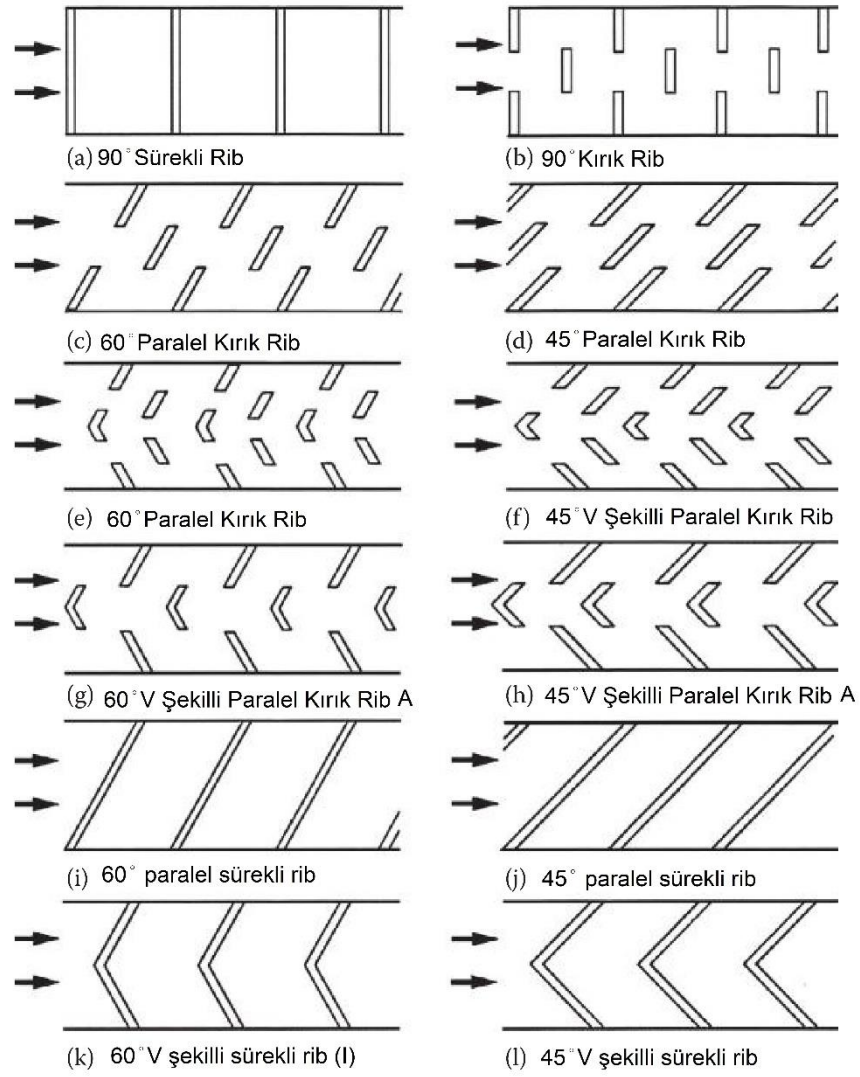 (a) 90° Sürekli Rib
(b) 90° Kırık Rib
(c) 60° Paralel Kırık Rib
(d) 45° Paralel Kırık Rib
(e) 60° Paralel Kırık Rib
(f) 45° V Şekilli Paralel Kırık Rib
(g) 60° V Şekilli Paralel Kırık Rib A
(h) 45° V Şekilli Paralel Kırık Rib A
(i) 60° paralel sürekli rib
(j) 45° paralel sürekli rib
(k) 60° V şekilli sürekli rib (I)
(l) 45° V şekilli sürekli rib